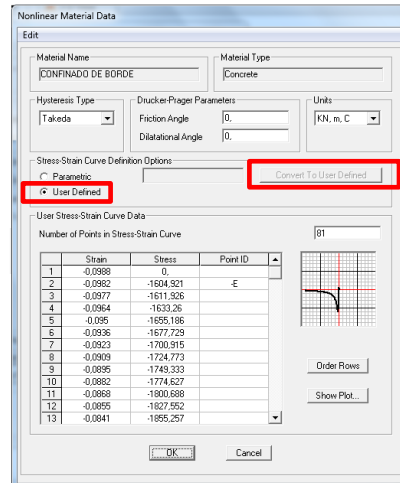 Nonlinear Material Data
Edit
Material Name
Material Type
CONFINADO DE BORDE
Concrete
Hysteresis Type
Drucker-Prager Parameters
Units
Takeda
Friction Angle
0,
KN, m, C
Dilatational Angle
0,
Stress-Strain Curve Definition Options
Parametric
Convert To User Defined
User Defined
User Stress-Strain Curve Data
Number of Points in Stress-Strain Curve
81
Strain Stress Point ID
1 -0,0988 0,
2 -0,0982 -1604,921 -E
3 -0,0977 -1611,926
4 -0,0964 -1633,26
5 -0,095 -1655,186
6 -0,0936 -1677,729
7 -0,0923 -1700,915
8 -0,0909 -1724,773
9 -0,0895 -1749,333
10 -0,0882 -1774,627
11 -0,0868 -1800,688
12 -0,0855 -1827,552
13 -0,0841 -1855,257
Order Rows
Show Plot...
OK
Cancel